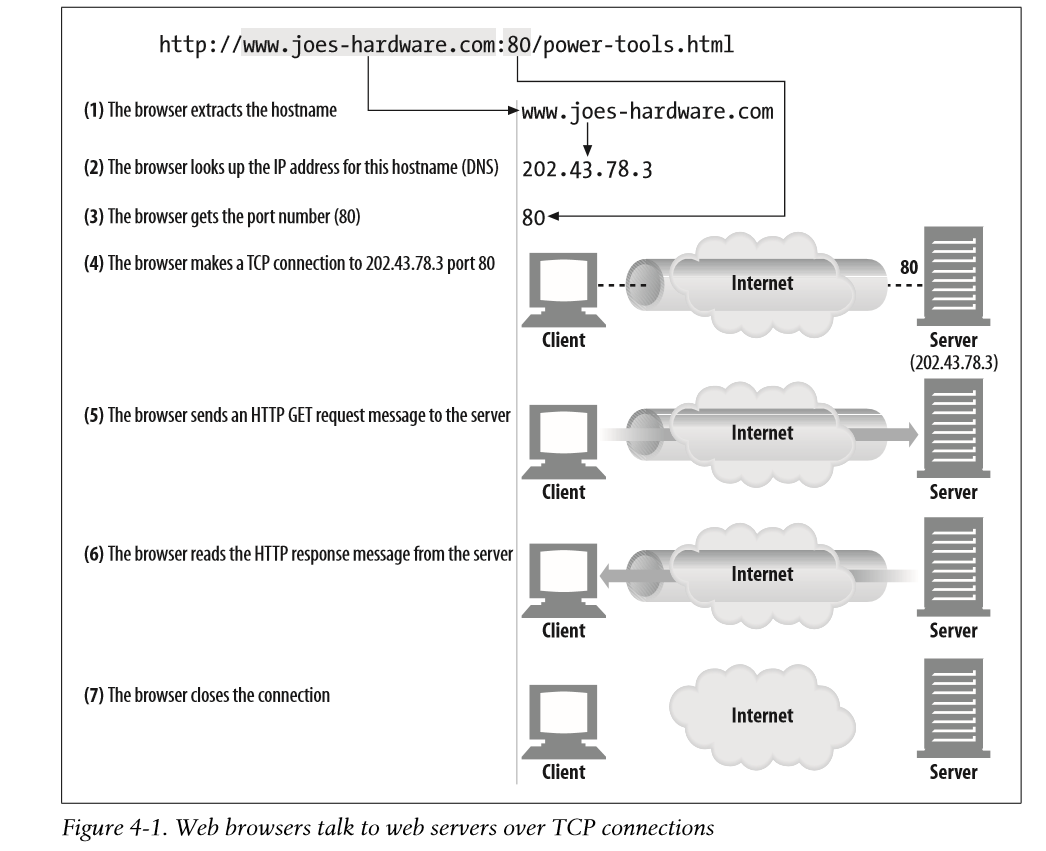 http://www.joes-hardware.com:80/power-tools.html
(1) The browser extracts the hostname
www.joes-hardware.com
(2) The browser looks up the IP address for this hostname (DNS)
202.43.78.3
(3) The browser gets the port number (80)
80
(4) The browser makes a TCP connection to 202.43.78.3 port 80
Internet
80
Client
Server
(202.43.78.3)
(5) The browser sends an HTTP GET request message to the server
Internet
Client
Server
(6) The browser reads the HTTP response message from the server
Internet
Client
Server
(7) The browser closes the connection
Internet
Client
Server
Figure 4-1. Web browsers talk to web servers over TCP connections